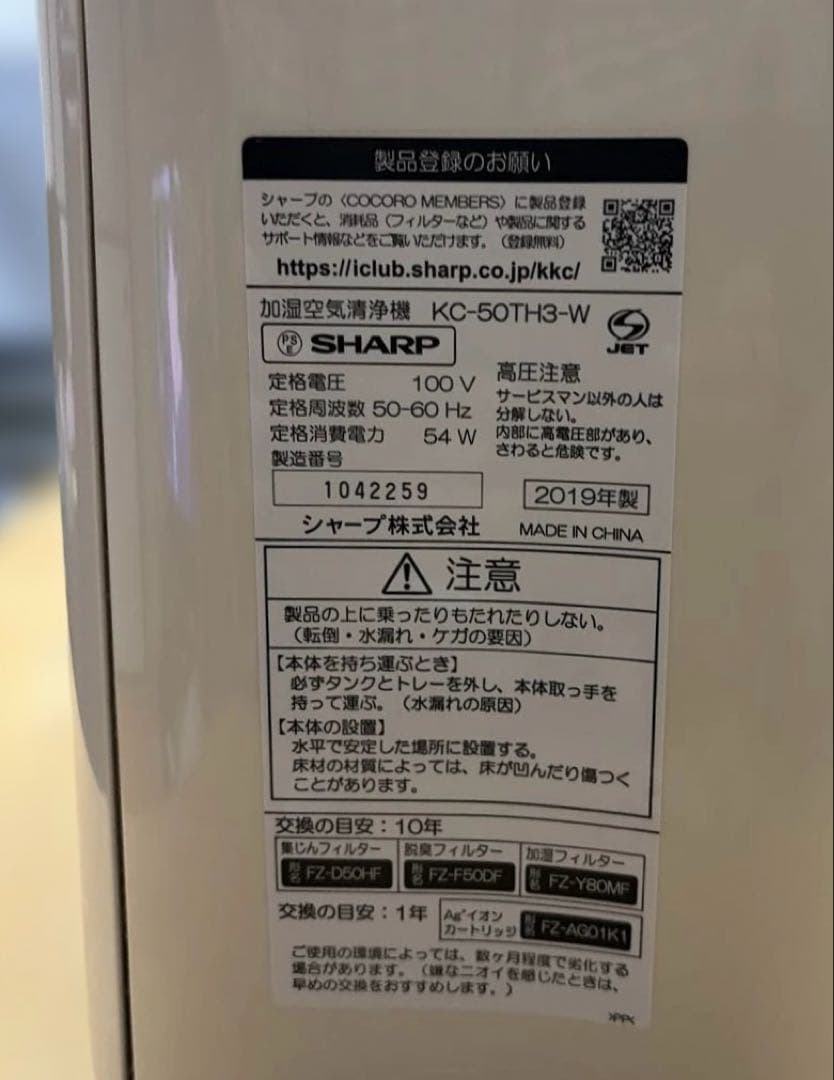 製品登録のお願い
シャープの〈COCORO MEMBERS〉に製品登録
いただくと、消耗品（フィルターなど）や製品に関する
サポート情報などをご覧いただけます。（登録無料）
https://iclub.sharp.co.jp/kkc/
加湿空気清浄機 KC-50TH3-W
PS
E
SHARP
JET
定格電圧 100 V
定格周波数 50-60 Hz
定格消費電力 54 W
製造番号
1042259
高圧注意
サービスマン以外の人は
分解しない。
内部に高電圧部があり、
さわると危険です。
2019年製
シャープ株式会社 MADE IN CHINA
注意
製品の上に乗ったりもたれたりしない。
（転倒・水漏れ・ケガの要因）
【本体を持ち運ぶとき】
必ずタンクとトレーを外し、本体取っ手を
持って運ぶ。（水漏れの原因）
【本体の設置】
水平で安定した場所に設置する。
床材の材質によっては、床が凹んだり傷つく
ことがあります。
交換の目安：10年
集じんフィルター
形名 FZ-D50HF
脱臭フィルター
形名 FZ-F50DF
加湿フィルター
形名 FZ-Y80MF
交換の目安：1年
Ag⁺イオン
カートリッジ
形名 FZ-AG01K1
ご使用の環境によっては、数ヶ月程度で劣化する
場合があります。（嫌なニオイを感じたときは、
早めの交換をおすすめします。）
>PP<